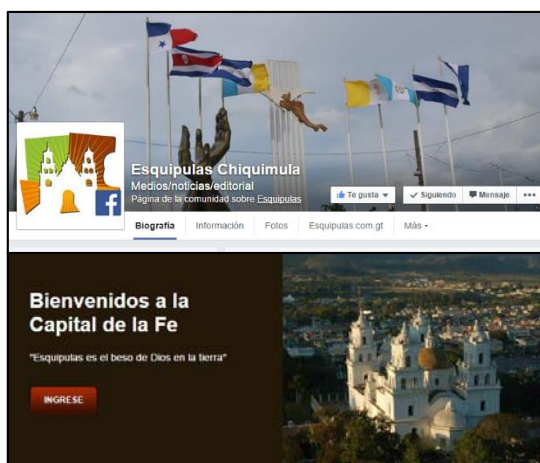 Esquipulas Chiquimula
Medios/noticias/editorial
Página de la comunidad sobre Esquipulas
Te gusta
Siguiendo
Mensaje
Biografía
Información
Fotos
Esquipulas.com.gt
Más
Bienvenidos a la
Capital de la Fe
"Esquipulas es el beso de Dios en la tierra"
INGRESE